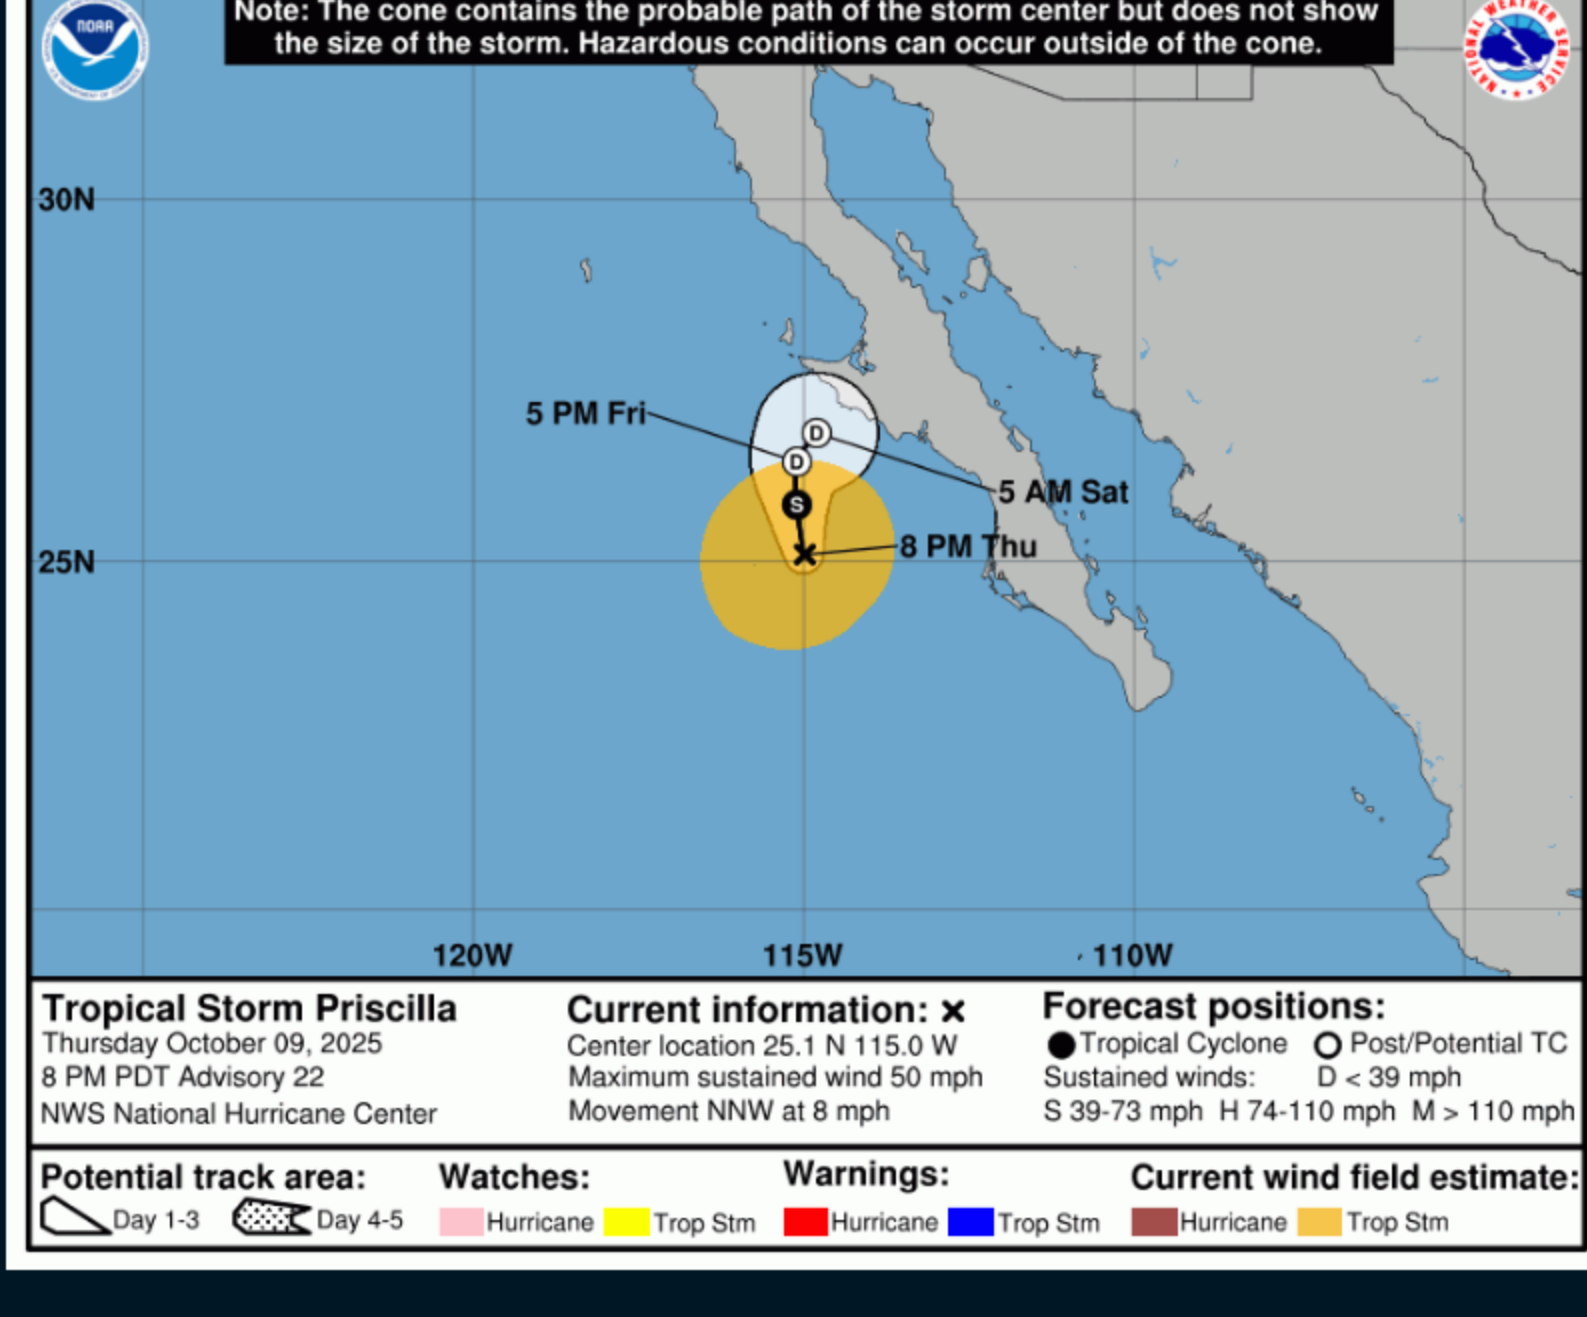 Note: The cone contains the probable path of the storm center but does not show
the size of the storm. Hazardous conditions can occur outside of the cone.
NOAA
NATIONAL WEATHER SERVICE
30N
5 PM Fri
D
D
5 AM Sat
S
8 PM Thu
25N
120W 115W 110W
Tropical Storm Priscilla
Thursday October 09, 2025
8 PM PDT Advisory 22
NWS National Hurricane Center
Current information: ×
Center location 25.1 N 115.0 W
Maximum sustained wind 50 mph
Movement NNW at 8 mph
Forecast positions:
Tropical Cyclone Post/Potential TC
Sustained winds: D < 39 mph
S 39-73 mph H 74-110 mph M > 110 mph
Potential track area:
Day 1-3 Day 4-5
Watches:
Hurricane Trop Stm
Warnings:
Hurricane Trop Stm
Current wind field estimate:
Hurricane Trop Stm